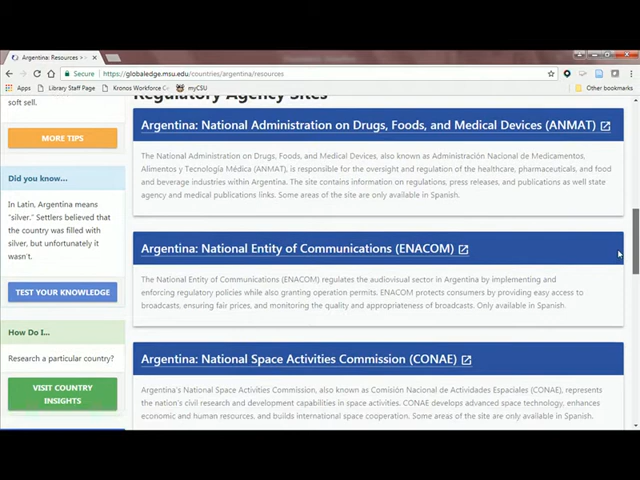 Argentina: Resources >
Secure
https://globaledge.msu.edu/countries/argentina/resources
Apps
Library Staff Page
Kronos Workforce C
myCSU
Other bookmarks
soft sell.
MORE TIPS
Did you know...
In Latin, Argentina means
"silver." Settlers believed that
the country was filled with
silver, but unfortunately it
wasn't.
TEST YOUR KNOWLEDGE
How Do I...
Research a particular country?
VISIT COUNTRY
INSIGHTS
Regulatory Agency Sites
Argentina: National Administration on Drugs, Foods, and Medical Devices (ANMAT)
The National Administration on Drugs, Foods, and Medical Devices, also known as Administración Nacional de Medicamentos,
Alimentos y Tecnología Médica (ANMAT), is responsible for the oversight and regulation of the healthcare, pharmaceuticals, and food
and beverage industries within Argentina. The site contains information on regulations, press releases, and publications as well state
agency and medical publications links. Some areas of the site are only available in Spanish.
Argentina: National Entity of Communications (ENACOM)
The National Entity of Communications (ENACOM) regulates the audiovisual sector in Argentina by implementing and
enforcing regulatory policies while also granting operation permits. ENACOM protects consumers by providing easy access to
broadcasts, ensuring fair prices, and monitoring the quality and appropriateness of broadcasts. Only available in Spanish.
Argentina: National Space Activities Commission (CONAE)
Argentina's National Space Activities Commission, also known as Comisión Nacional de Actividades Espaciales (CONAE), represents
the nation's civil research and development capabilities in space activities. CONAE develops advanced space technology, enhances
economic and human resources, and builds international space cooperation. Some areas of the site are only available in Spanish.